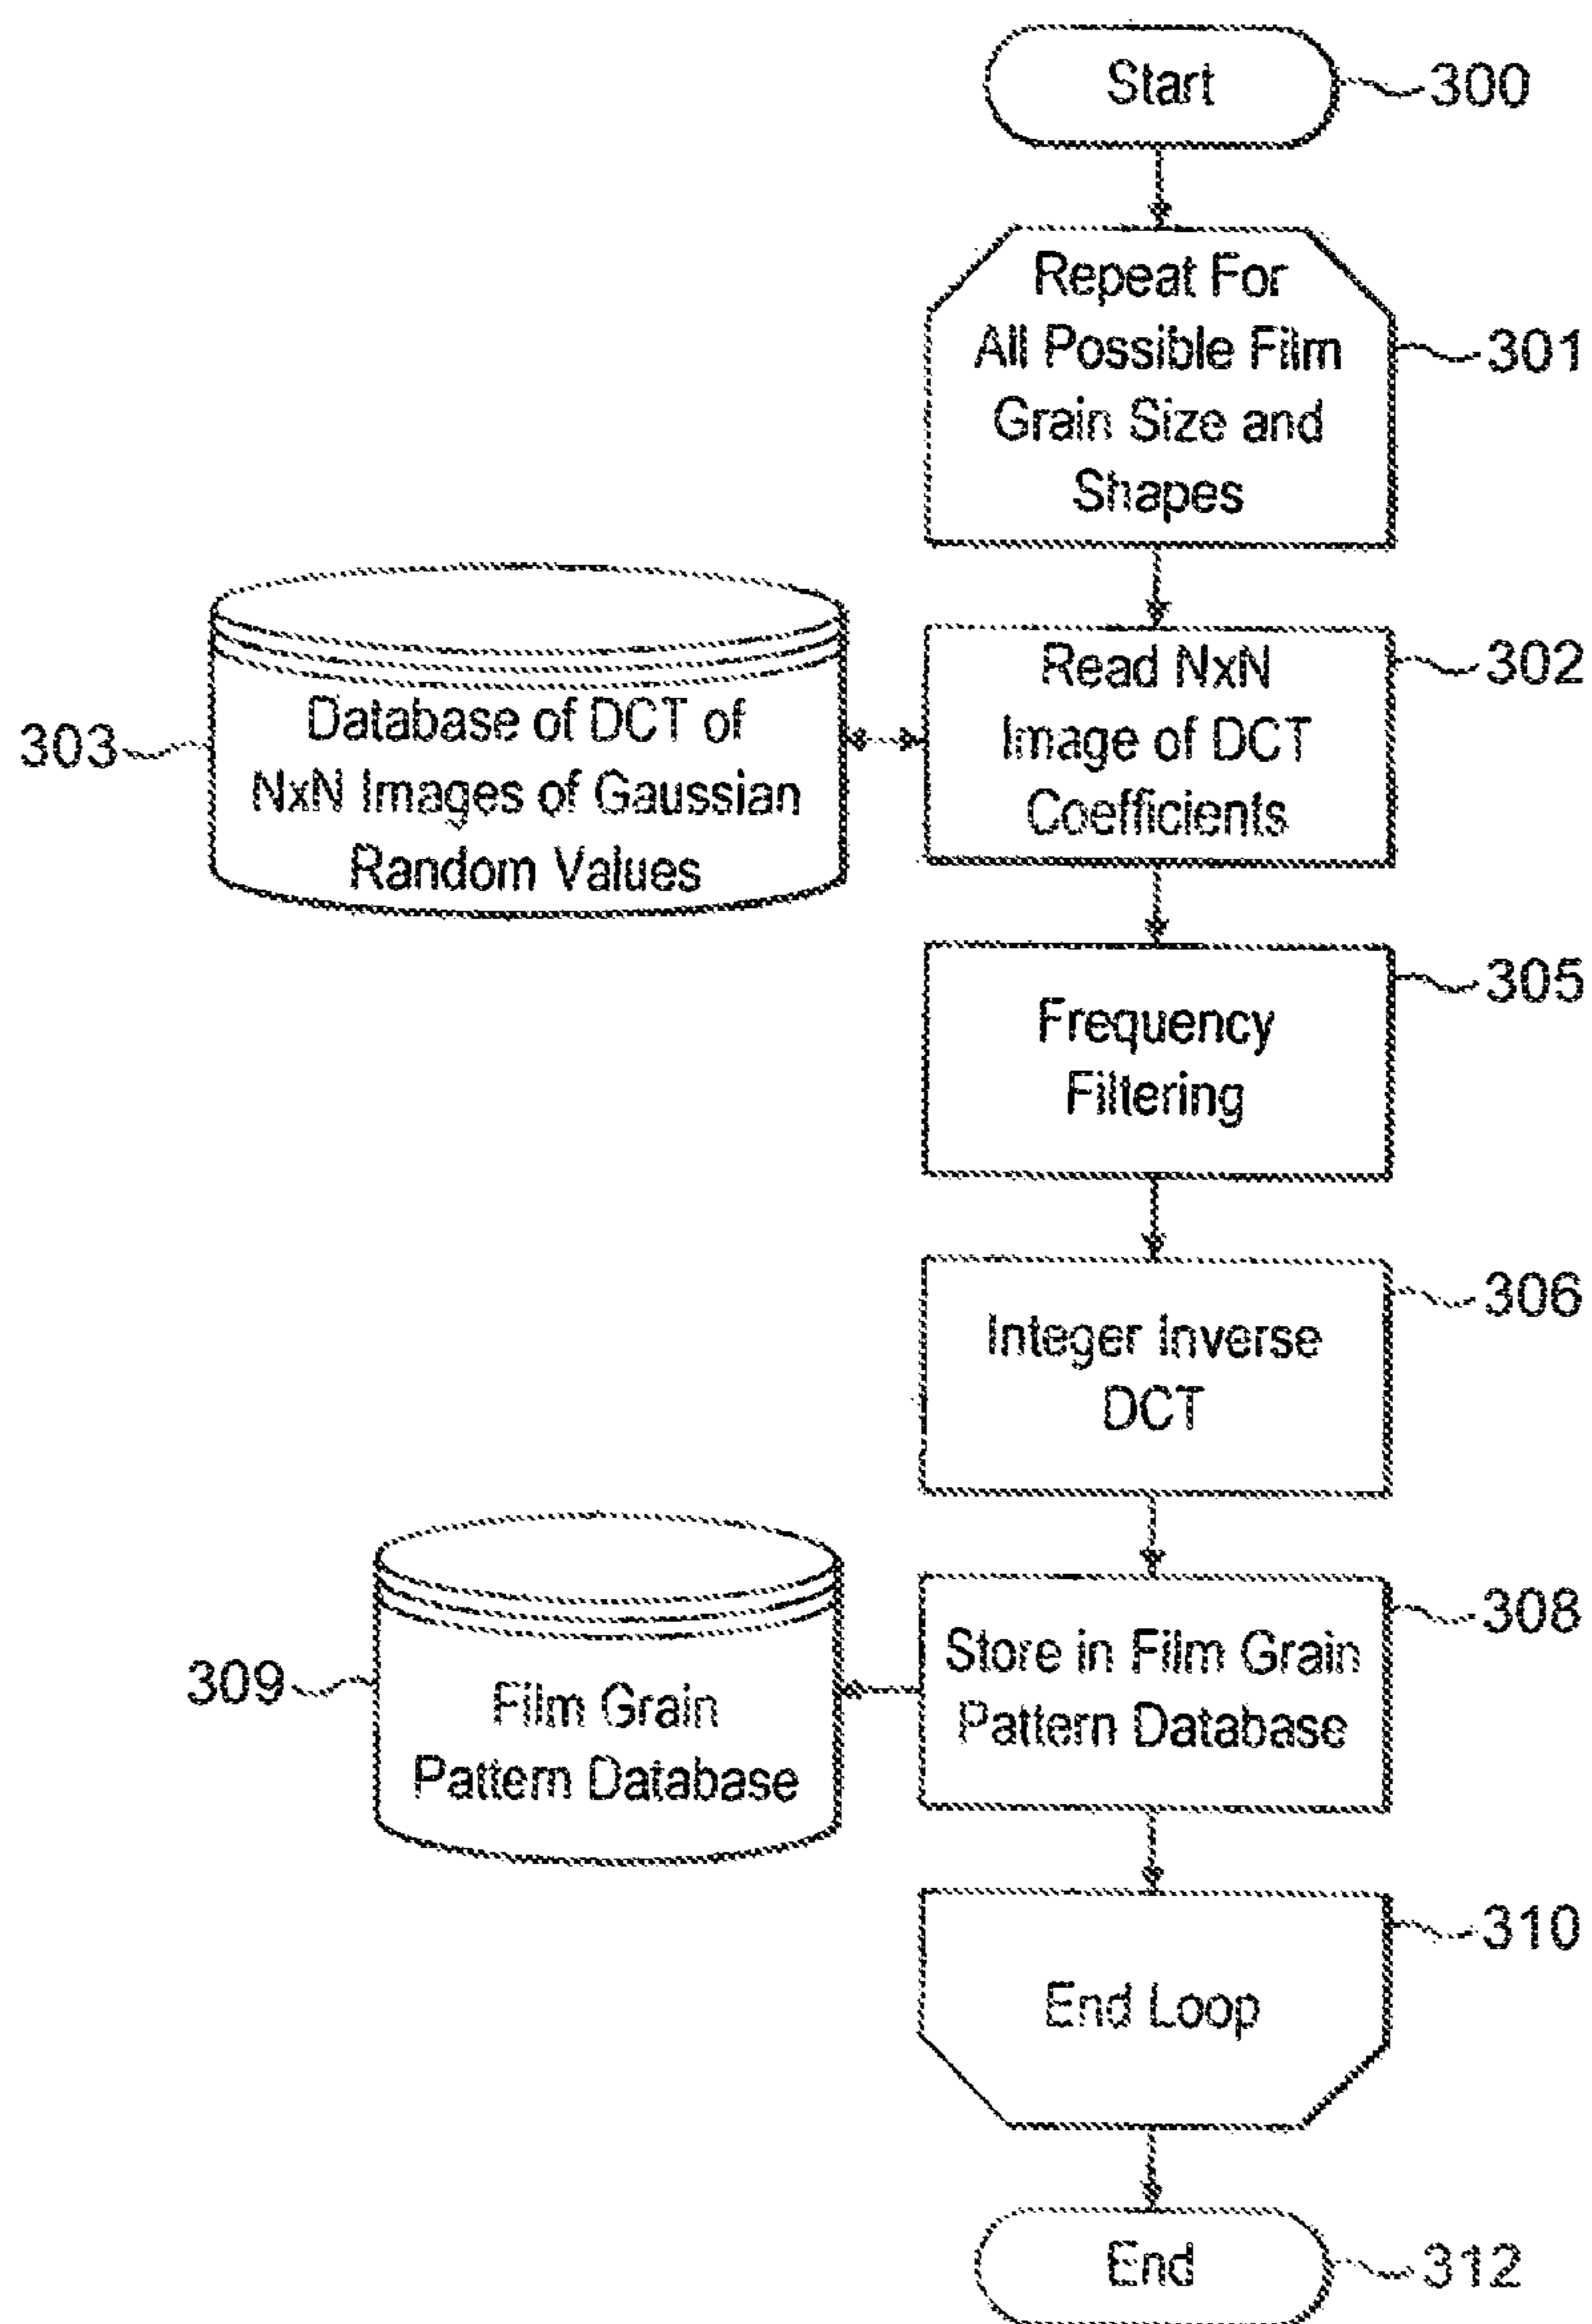 Start
300
Repeat For
All Possible Film
Grain Size and
Shapes
301
Read NxN
Image of DCT
Coefficients
302
303
Database of DCT of
NxN Images of Gaussian
Random Values
Frequency
Filtering
305
Integer Inverse
DCT
306
Store in Film Grain
Pattern Database
308
309
Film Grain
Pattern Database
End Loop
310
End
312